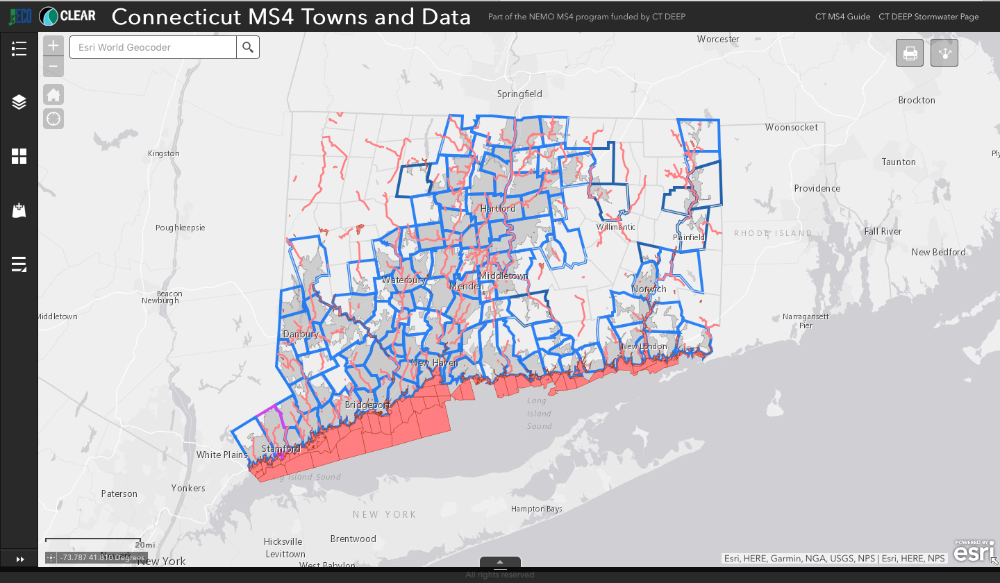 ECO
CLEAR
Connecticut MS4 Towns and Data
Part of the NEMO MS4 program funded by CT DEEP
CT MS4 Guide
CT DEEP Stormwater Page
Esri World Geocoder
Worcester
Springfield
Brockton
Woonsocket
Kingston
Taunton
Providence
Hartford
Poughkeepsie
Willimantic
Plainfield
RHODE ISLAND
Fall River
New Bedford
Waterbury
Middletown
Meriden
Norwich
Beacon
Newburgh
Middletown
Narragansett
Pier
Danbury
New London
New Haven
Bridgeport
Long
Island
Sound
Stamford
White Plains
Island Sound
Yonkers
Paterson
NEW YORK
Hampton Bays
Hicksville
Brentwood
Levittown
West Babylon
20mi
Newark
-73.787 41.810 Degrees
New York
POWERED BY
esri
Esri, HERE, Garmin, NGA, USGS, NPS | Esri, HERE, NPS
All rights reserved